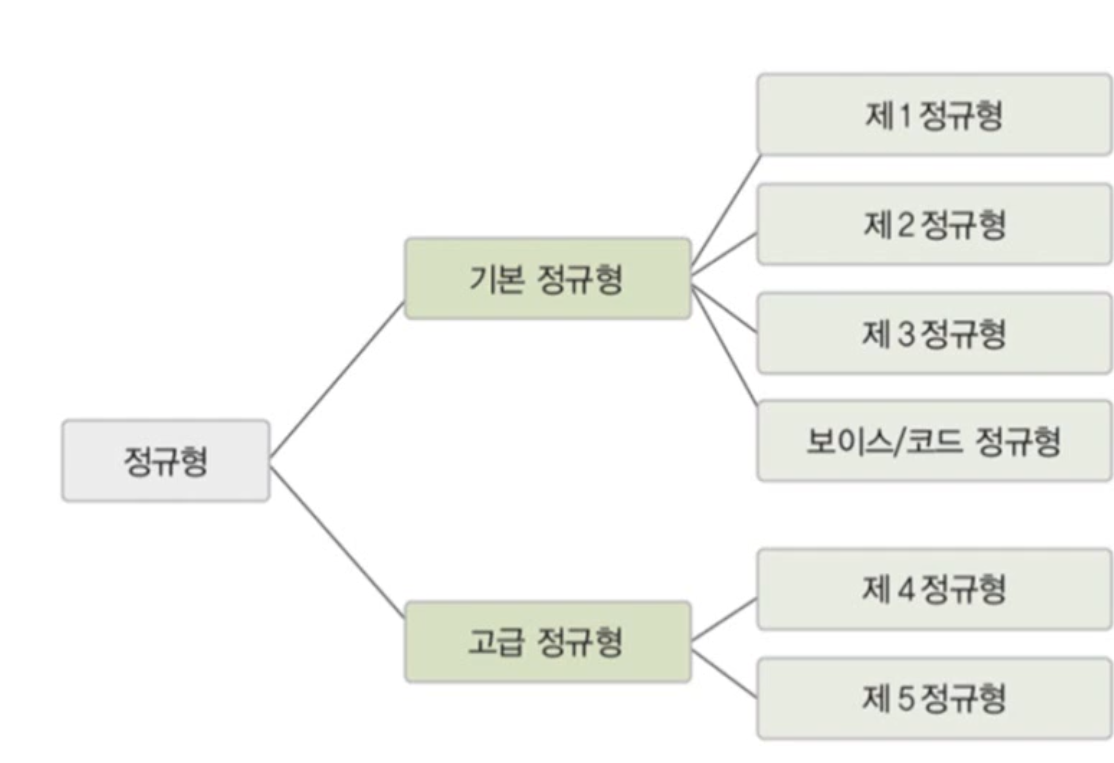 제 1 정규형
제 2 정규형
기본 정규형
제 3 정규형
보이스/코드 정규형
정규형
제 4 정규형
고급 정규형
제 5 정규형